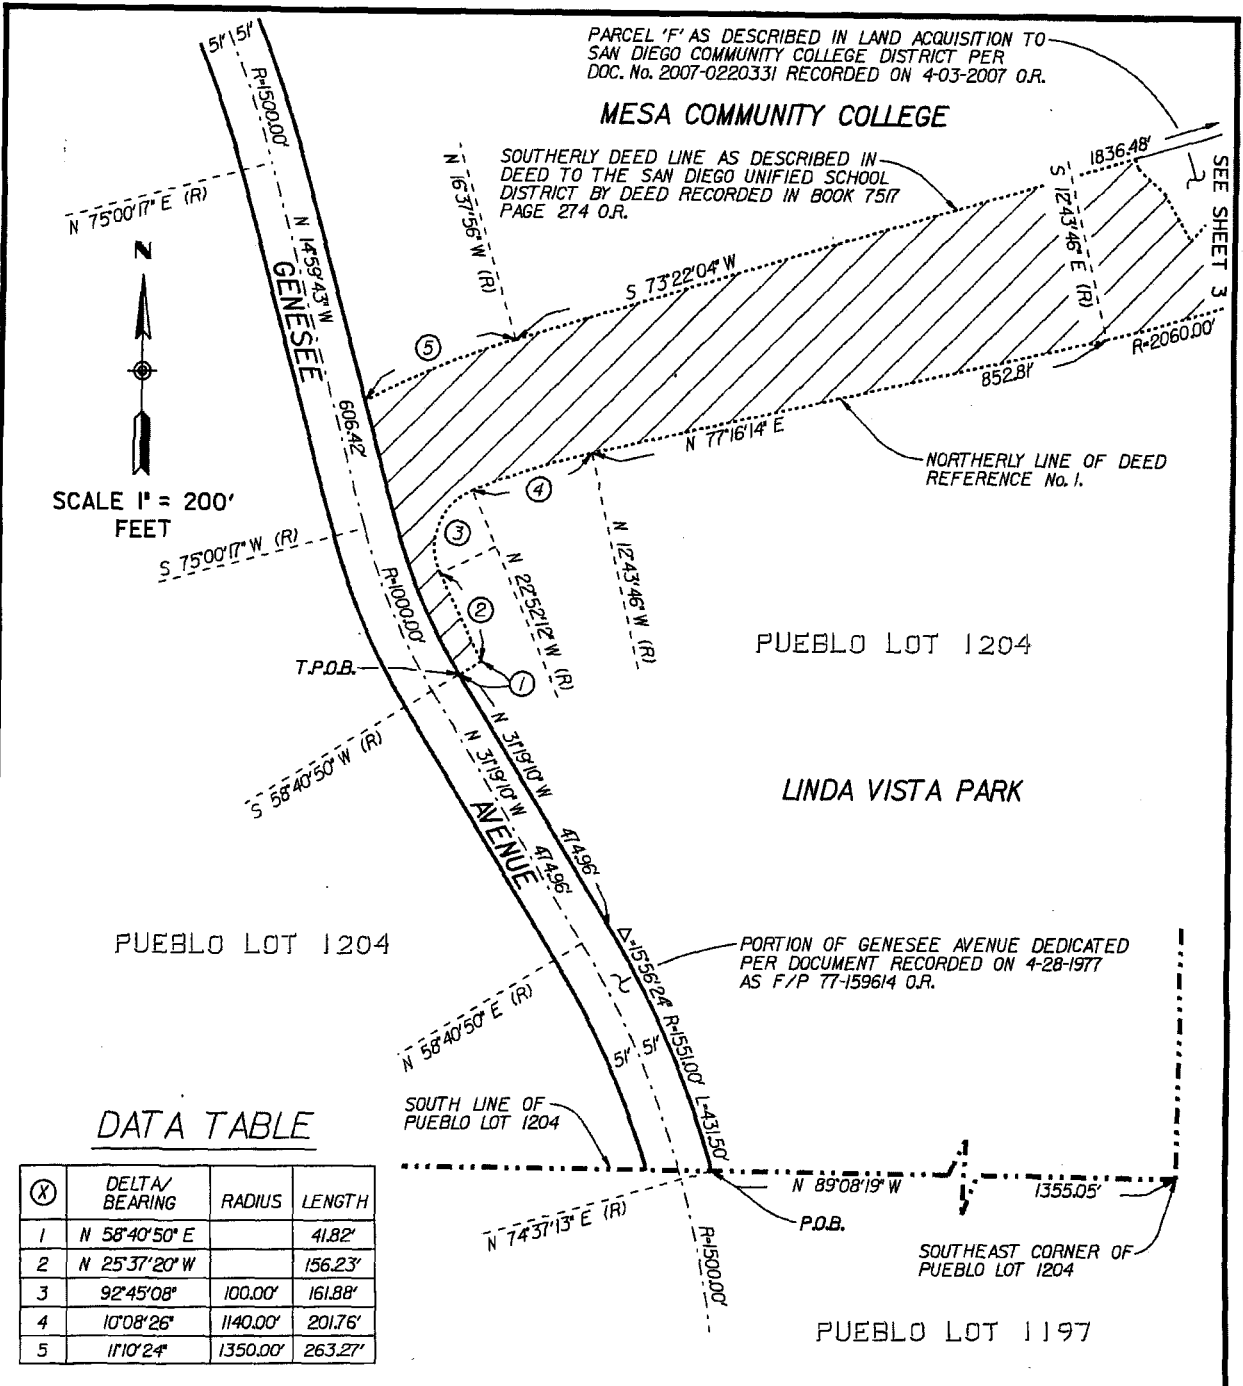 PARCEL 'F' AS DESCRIBED IN LAND ACQUISITION TO
SAN DIEGO COMMUNITY COLLEGE DISTRICT PER
DOC. No. 2007-0220331 RECORDED ON 4-03-2007 O.R.
MESA COMMUNITY COLLEGE
SOUTHERLY DEED LINE AS DESCRIBED IN
DEED TO THE SAN DIEGO UNIFIED SCHOOL
DISTRICT BY DEED RECORDED IN BOOK 7517
PAGE 274 O.R.
51' 51'
R=1500.00'
N 75°00'17" E (R)
N 16°37'56" W (R)
1836.48'
S 12°43'46" E (R)
SEE SHEET 3
N
N 14°59'43" W
GENESEE
S 73°22'04" W
5
R=2060.00'
852.81'
606.42'
N 77°16'14" E
NORTHERLY LINE OF DEED
REFERENCE No. 1.
SCALE 1" = 200'
FEET
4
3
S 75°00'17" W (R)
R=1000.00'
N 22°52'12" W (R)
N 12°43'46" W (R)
2
PUEBLO LOT 1204
T.P.O.B.
1
S 58°40'50" W (R)
N 31°19'10" W
N 31°19'10" W
LINDA VISTA PARK
AVENUE
474.96'
474.96'
PUEBLO LOT 1204
Δ=15°56'24" R=1551.00' L=431.50'
PORTION OF GENESEE AVENUE DEDICATED
PER DOCUMENT RECORDED ON 4-28-1977
AS F/P 77-159614 O.R.
N 58°40'50" E (R)
51' 51'
SOUTH LINE OF
PUEBLO LOT 1204
N 89°08'19" W
1355.05'
P.O.B.
N 74°37'13" E (R)
R=1500.00'
SOUTHEAST CORNER OF
PUEBLO LOT 1204
PUEBLO LOT 1197
DATA TABLE
X DELTA/BEARING RADIUS LENGTH
1 N 58°40'50" E 41.82'
2 N 25°37'20" W 156.23'
3 92°45'08" 100.00' 161.88'
4 10°08'26" 1140.00' 201.76'
5 11°10'24" 1350.00' 263.27'